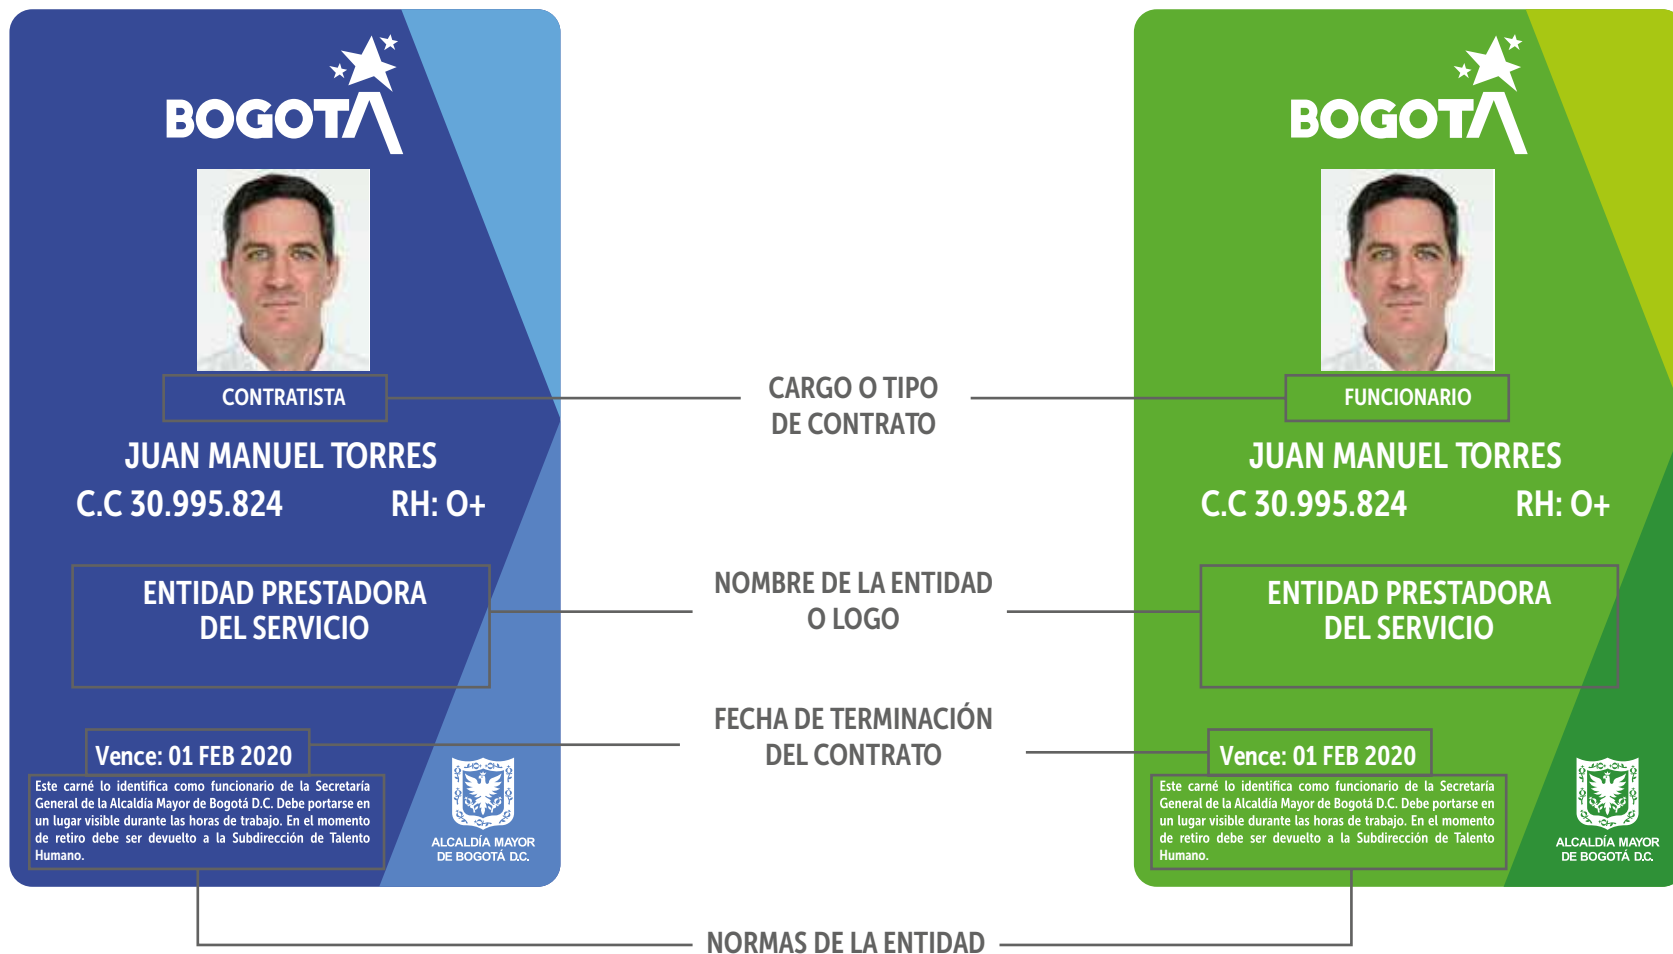 BOGOTÁ
CONTRATISTA
JUAN MANUEL TORRES
C.C 30.995.824 RH: O+
ENTIDAD PRESTADORA
DEL SERVICIO
Vence: 01 FEB 2020
Este carné lo identifica como funcionario de la Secretaría
General de la Alcaldía Mayor de Bogotá D.C. Debe portarse en
un lugar visible durante las horas de trabajo. En el momento
de retiro debe ser devuelto a la Subdirección de Talento
Humano.
ALCALDÍA MAYOR
DE BOGOTÁ D.C.
CARGO O TIPO
DE CONTRATO
NOMBRE DE LA ENTIDAD
O LOGO
FECHA DE TERMINACIÓN
DEL CONTRATO
NORMAS DE LA ENTIDAD
BOGOTÁ
FUNCIONARIO
JUAN MANUEL TORRES
C.C 30.995.824 RH: O+
ENTIDAD PRESTADORA
DEL SERVICIO
Vence: 01 FEB 2020
Este carné lo identifica como funcionario de la Secretaría
General de la Alcaldía Mayor de Bogotá D.C. Debe portarse en
un lugar visible durante las horas de trabajo. En el momento
de retiro debe ser devuelto a la Subdirección de Talento
Humano.
ALCALDÍA MAYOR
DE BOGOTÁ D.C.